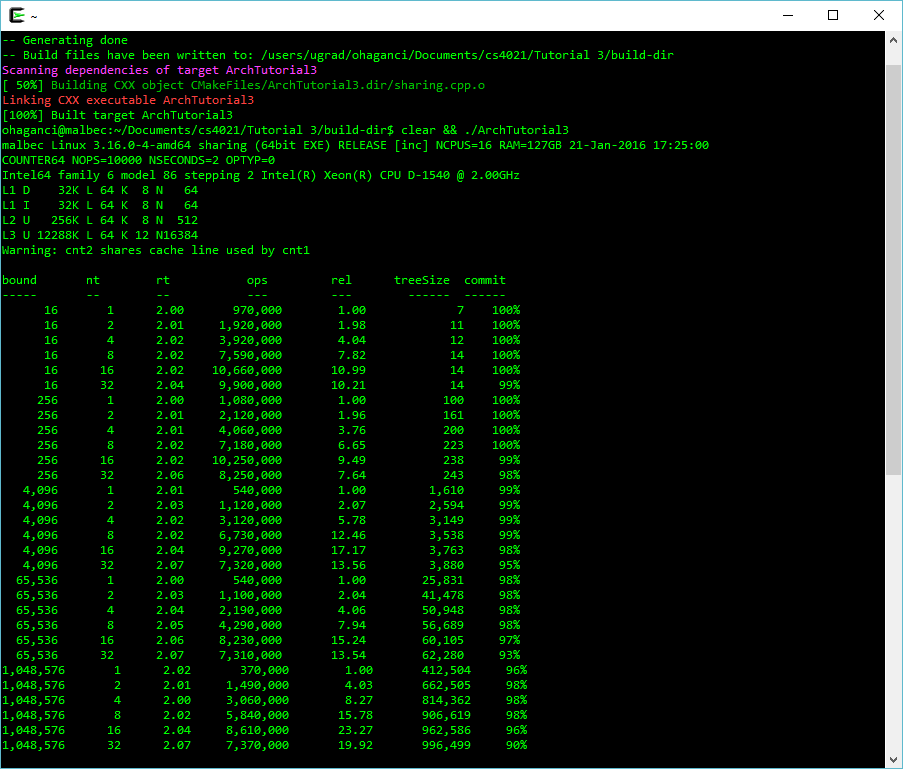 ~
-- Generating done
-- Build files have been written to: /users/ugrad/ohaganci/Documents/cs4021/Tutorial 3/build-dir
Scanning dependencies of target ArchTutorial3
[ 50%] Building CXX object CMakeFiles/ArchTutorial3.dir/sharing.cpp.o
Linking CXX executable ArchTutorial3
[100%] Built target ArchTutorial3
ohaganci@malbec:~/Documents/cs4021/Tutorial 3/build-dir$ clear && ./ArchTutorial3
malbec Linux 3.16.0-4-amd64 sharing (64bit EXE) RELEASE [inc] NCPUS=16 RAM=127GB 21-Jan-2016 17:25:00
COUNTER64 NOPS=10000 NSECONDS=2 OPTYP=0
Intel64 family 6 model 86 stepping 2 Intel(R) Xeon(R) CPU D-1540 @ 2.00GHz
L1 D    32K L 64 K  8 N   64
L1 I    32K L 64 K  8 N   64
L2 U   256K L 64 K  8 N  512
L3 U 12288K L 64 K 12 N16384
Warning: cnt2 shares cache line used by cnt1
bound       nt        rt           ops         rel      treeSize  commit
-----       --        --           ---         ---        ------  ------
16       1      2.00       970,000        1.00             7    100%
16       2      2.01     1,920,000        1.98            11    100%
16       4      2.02     3,920,000        4.04            12    100%
16       8      2.02     7,590,000        7.82            14    100%
16      16      2.02    10,660,000       10.99            14    100%
16      32      2.04     9,900,000       10.21            14     99%
256       1      2.00     1,080,000        1.00           100    100%
256       2      2.01     2,120,000        1.96           161    100%
256       4      2.01     4,060,000        3.76           200    100%
256       8      2.02     7,180,000        6.65           223    100%
256      16      2.02    10,250,000        9.49           238     99%
256      32      2.06     8,250,000        7.64           243     98%
4,096       1      2.01       540,000        1.00         1,610     99%
4,096       2      2.03     1,120,000        2.07         2,594     99%
4,096       4      2.02     3,120,000        5.78         3,149     99%
4,096       8      2.02     6,730,000       12.46         3,538     99%
4,096      16      2.04     9,270,000       17.17         3,763     98%
4,096      32      2.07     7,320,000       13.56         3,880     95%
65,536       1      2.00       540,000        1.00        25,831     98%
65,536       2      2.03     1,100,000        2.04        41,478     98%
65,536       4      2.04     2,190,000        4.06        50,948     98%
65,536       8      2.05     4,290,000        7.94        56,689     98%
65,536      16      2.06     8,230,000       15.24        60,105     97%
65,536      32      2.07     7,310,000       13.54        62,280     93%
1,048,576       1      2.02       370,000        1.00       412,504     96%
1,048,576       2      2.01     1,490,000        4.03       662,505     98%
1,048,576       4      2.00     3,060,000        8.27       814,362     98%
1,048,576       8      2.02     5,840,000       15.78       906,619     98%
1,048,576      16      2.04     8,610,000       23.27       962,586     96%
1,048,576      32      2.07     7,370,000       19.92       996,499     90%